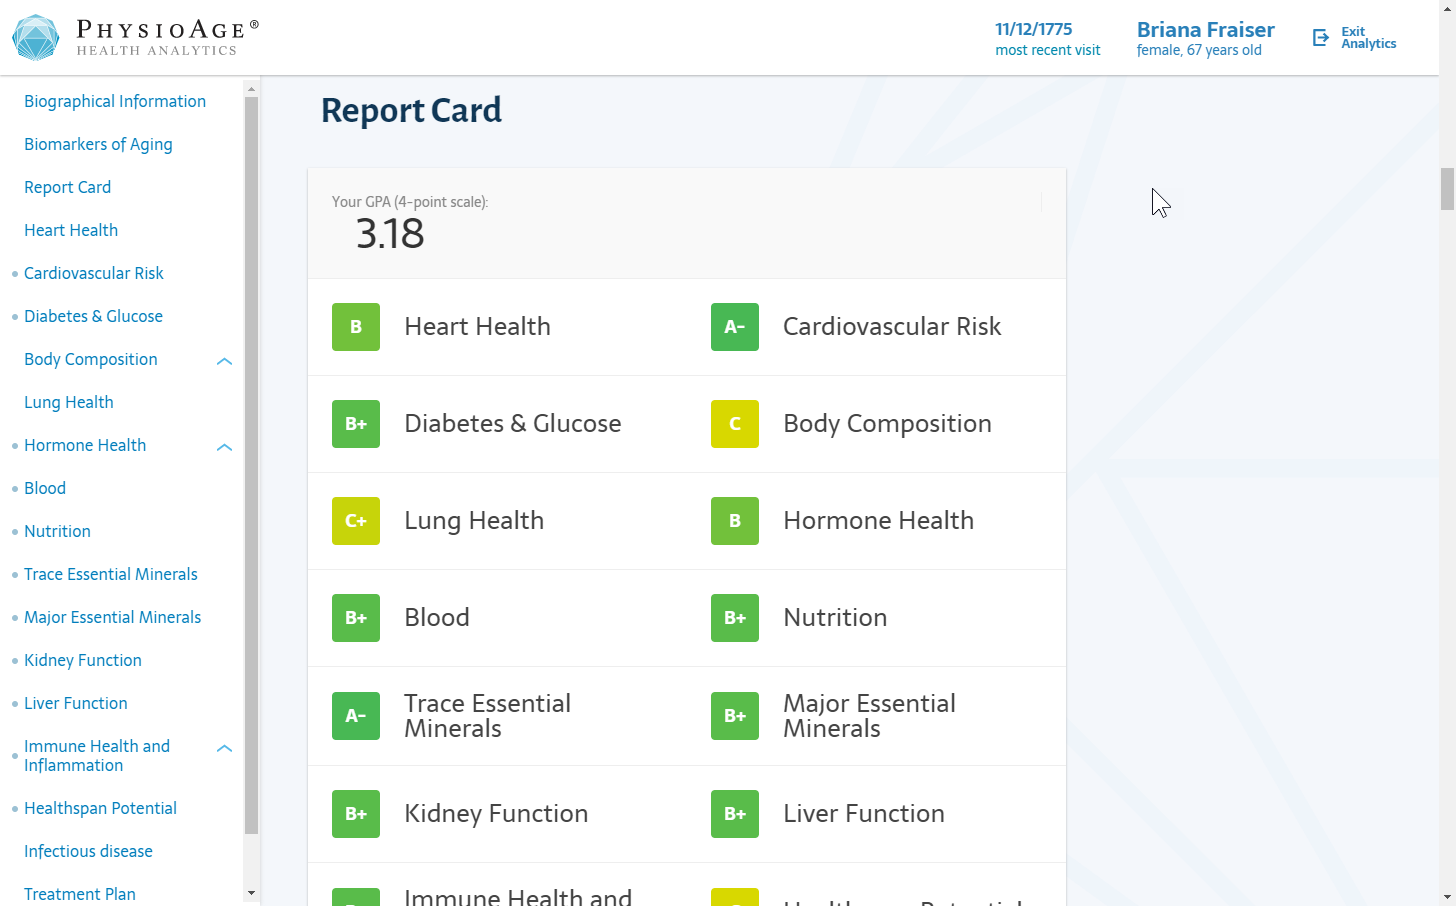 PHYSIOAGE®
HEALTH ANALYTICS
11/12/1775
most recent visit
Briana Fraiser
female, 67 years old
Exit
Analytics
Biographical Information
Biomarkers of Aging
Report Card
Heart Health
Cardiovascular Risk
Diabetes & Glucose
Body Composition
Lung Health
Hormone Health
Blood
Nutrition
Trace Essential Minerals
Major Essential Minerals
Kidney Function
Liver Function
Immune Health and
Inflammation
Healthspan Potential
Infectious disease
Treatment Plan
Report Card
Your GPA (4-point scale):
3.18
B Heart Health
A- Cardiovascular Risk
B+ Diabetes & Glucose
C Body Composition
C+ Lung Health
B Hormone Health
B+ Blood
B+ Nutrition
A- Trace Essential
Minerals
B+ Major Essential
Minerals
B+ Kidney Function
B+ Liver Function
Immune Health and